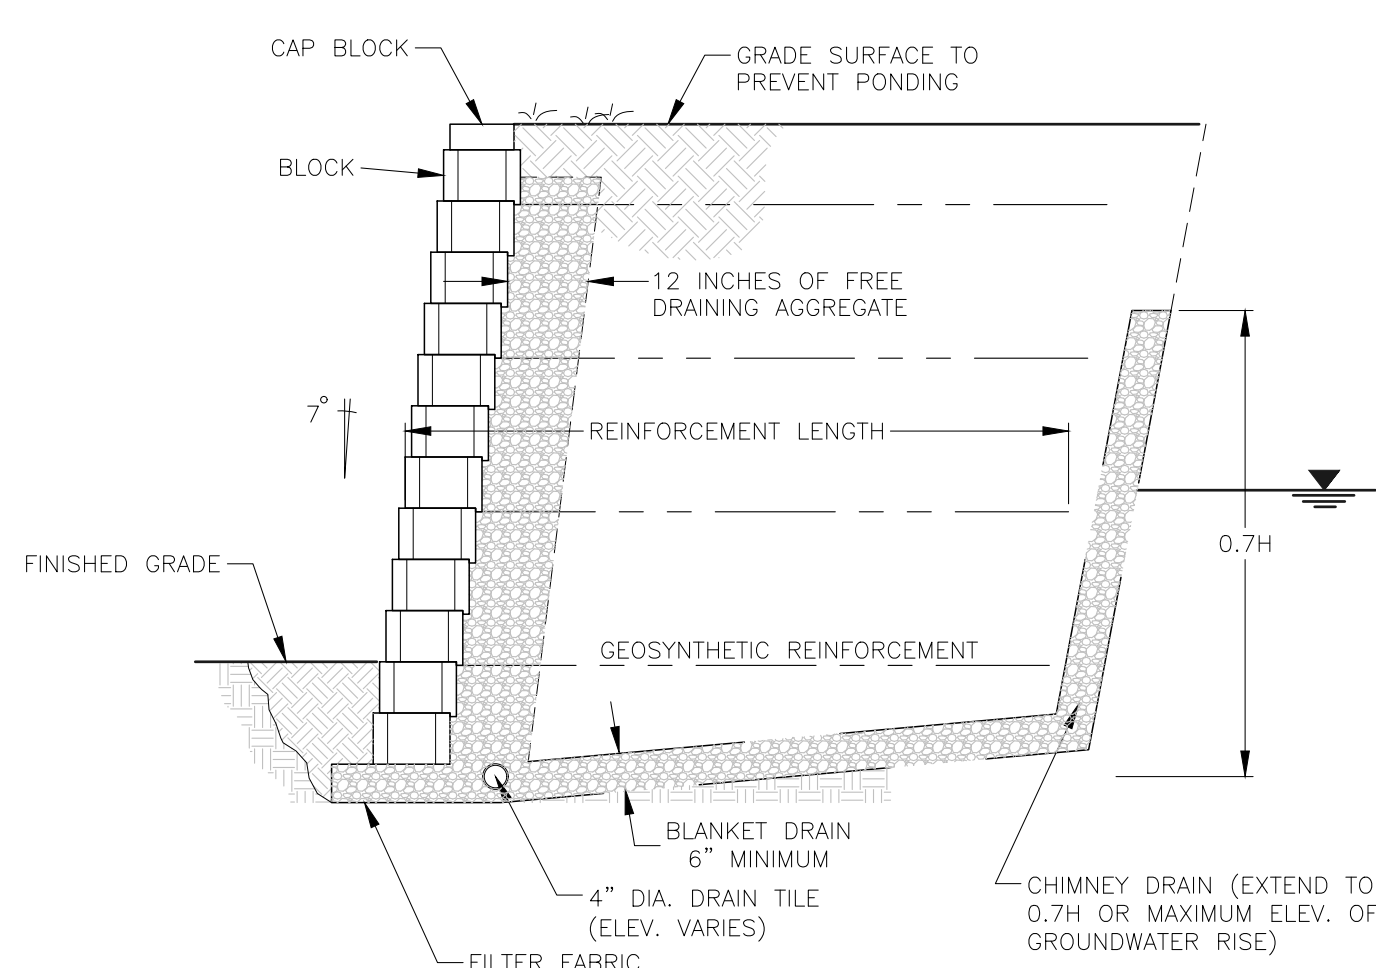 CAP BLOCK
GRADE SURFACE TO
PREVENT PONDING
BLOCK
12 INCHES OF FREE
DRAINING AGGREGATE
7°
REINFORCEMENT LENGTH
0.7H
FINISHED GRADE
GEOSYNTHETIC REINFORCEMENT
BLANKET DRAIN
6” MINIMUM
4” DIA. DRAIN TILE
(ELEV. VARIES)
CHIMNEY DRAIN (EXTEND TO
0.7H OR MAXIMUM ELEV. OF
GROUNDWATER RISE)
FILTER FABRIC